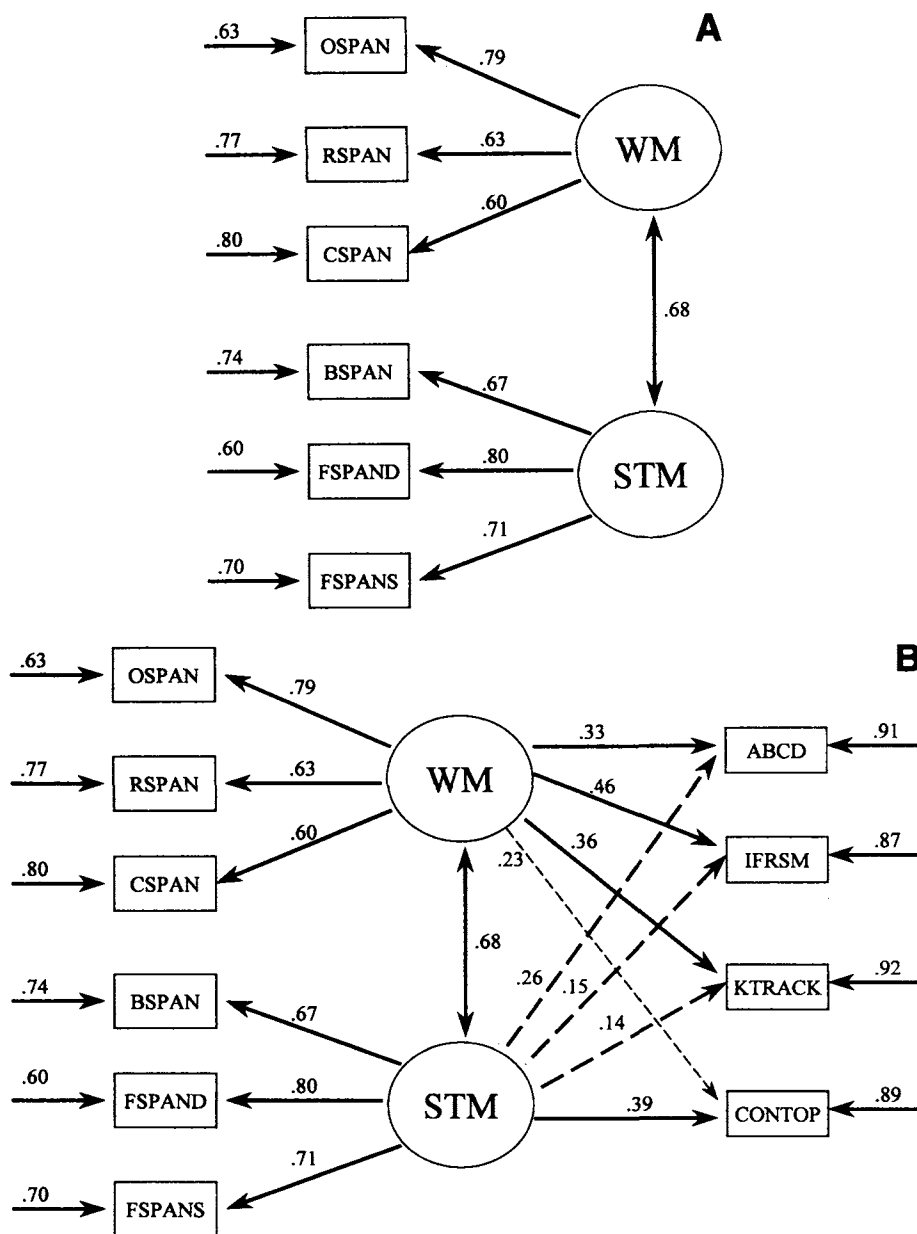 A
.63 OSPAN .79
.77 RSPAN .63 WM
.80 CSPAN .60
.68
.74 BSPAN .67
.60 FSPAND .80 STM
.70 FSPANS .71
B
.63 OSPAN .79 .33 ABCD .91
.77 RSPAN .63 WM .46
.80 CSPAN .60 .23 .36 IFRSM .87
.68
.74 BSPAN .67 .26 .15 KTRACK .92
.14
.60 FSPAND .80 STM .39 CONTOP .89
.70 FSPANS .71